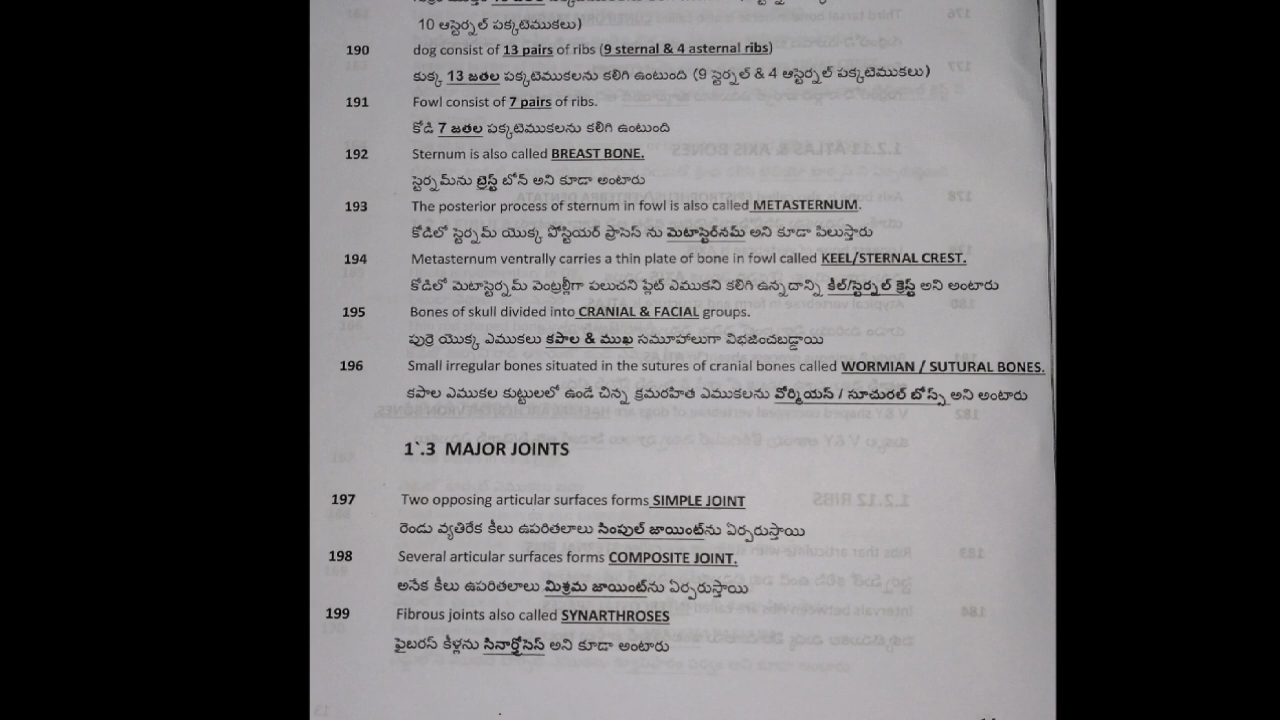 10 ఆస్టెర్నల్ పక్కటెముకలు)
190 dog consist of 13 pairs of ribs (9 sternal & 4 asternal ribs)
కుక్క 13 జతల పక్కటెముకలను కలిగి ఉంటుంది (9 స్టెర్నల్ & 4 ఆస్టెర్నల్ పక్కటెముకలు)
191 Fowl consist of 7 pairs of ribs.
కోడి 7 జతల పక్కటెముకలను కలిగి ఉంటుంది
192 Sternum is also called BREAST BONE.
స్టెర్నమ్‌ను బ్రెస్ట్ బోన్ అని కూడా అంటారు
193 The posterior process of sternum in fowl is also called METASTERNUM.
కోడిలో స్టెర్నమ్ యొక్క పోస్టియర్ ప్రాసెస్ ను మెటాస్టెర్‌నమ్ అని కూడా పిలుస్తారు
194 Metasternum ventrally carries a thin plate of bone in fowl called KEEL/STERNAL CREST.
కోడిలో మెటాస్టెర్నమ్ వెంట్రల్లీగా పలుచని ప్లేట్ ఎముకని కలిగి ఉన్నదాన్ని కీల్/స్టెర్నల్ క్రెస్ట్ అని అంటారు
195 Bones of skull divided into CRANIAL & FACIAL groups.
పుర్రె యొక్క ఎముకలు కపాల & ముఖ సమూహాలుగా విభజించబడ్డాయి
196 Small irregular bones situated in the sutures of cranial bones called WORMIAN / SUTURAL BONES.
కపాల ఎముకల కుట్టులలో ఉండే చిన్న క్రమరహిత ఎముకలను వోర్మియన్ / సూచురల్ బోన్స్ అని అంటారు
1`.3 MAJOR JOINTS
197 Two opposing articular surfaces forms SIMPLE JOINT
రెండు వ్యతిరేక కీలు ఉపరితలాలు సింపుల్ జాయింట్‌ను ఏర్పరుస్తాయి
198 Several articular surfaces forms COMPOSITE JOINT.
అనేక కీలు ఉపరితలాలు మిశ్రమ జాయింట్‌ను ఏర్పరుస్తాయి
199 Fibrous joints also called SYNARTHROSES
ఫైబరస్ కీళ్లను సినార్త్రోసెస్ అని కూడా అంటారు